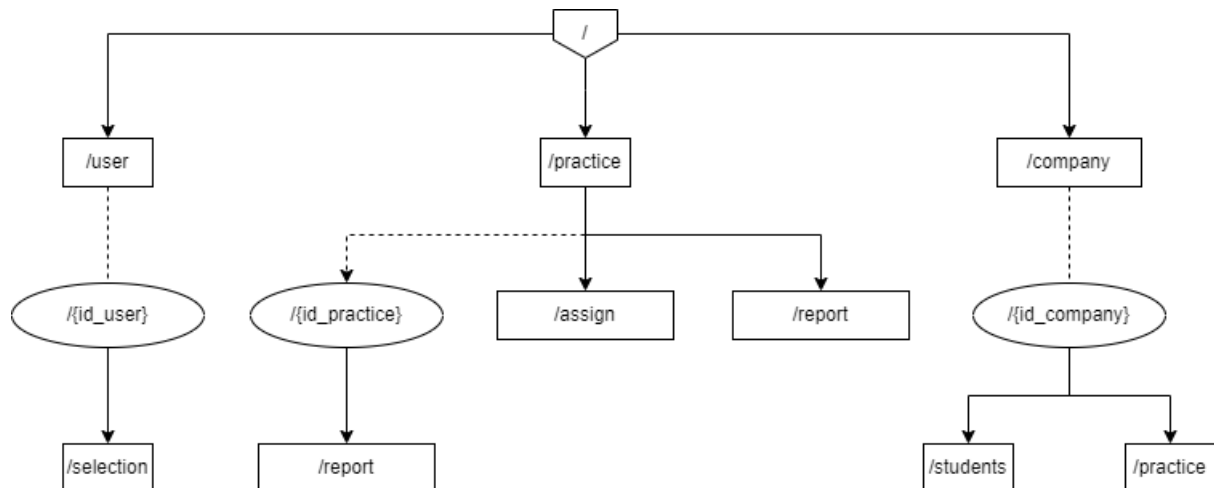 /
/user
/practice
/company
/{id_user}
/{id_practice}
/assign
/report
/{id_company}
/selection
/report
/students
/practice